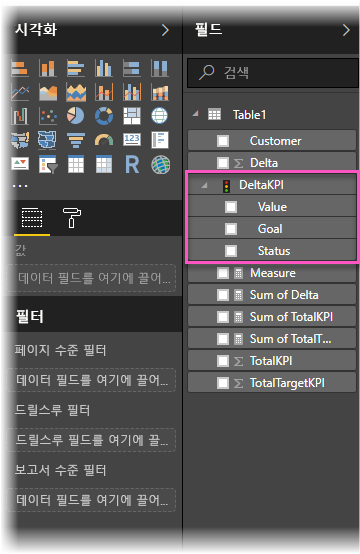 시각화
R
123
...
값
데이터 필드를 여기에 끌어...
필터
페이지 수준 필터
데이터 필드를 여기에 끌어...
드릴스루 필터
드릴스루 필드를 여기에 끌...
보고서 수준 필터
데이터 필드를 여기에 끌어...
필드
검색
Table1
Customer
Σ Delta
DeltaKPI
Value
Goal
Status
Measure
Sum of Delta
Sum of TotalKPI
Sum of TotalT...
Σ TotalKPI
Σ TotalTargetKPI